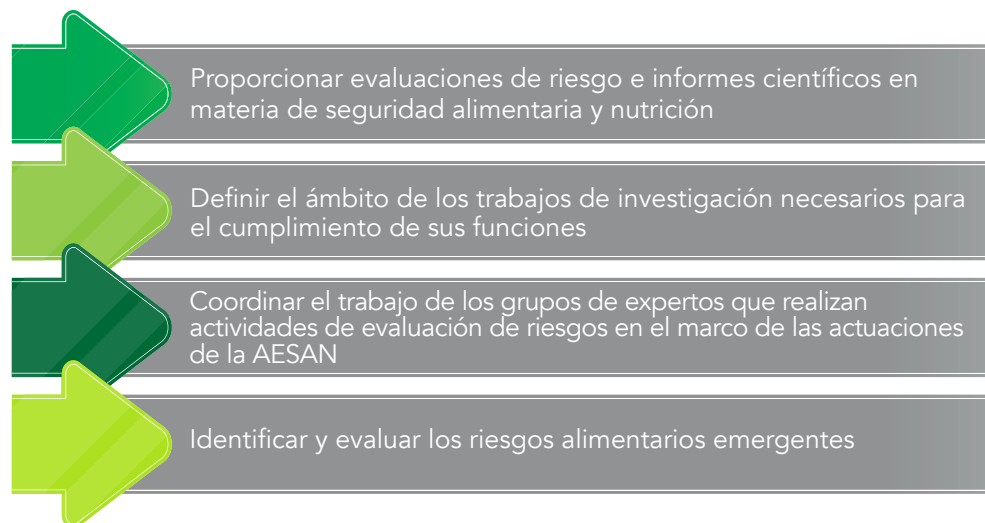 Proporcionar evaluaciones de riesgo e informes científicos en
materia de seguridad alimentaria y nutrición
Definir el ámbito de los trabajos de investigación necesarios para
el cumplimiento de sus funciones
Coordinar el trabajo de los grupos de expertos que realizan
actividades de evaluación de riesgos en el marco de las actuaciones
de la AESAN
Identificar y evaluar los riesgos alimentarios emergentes